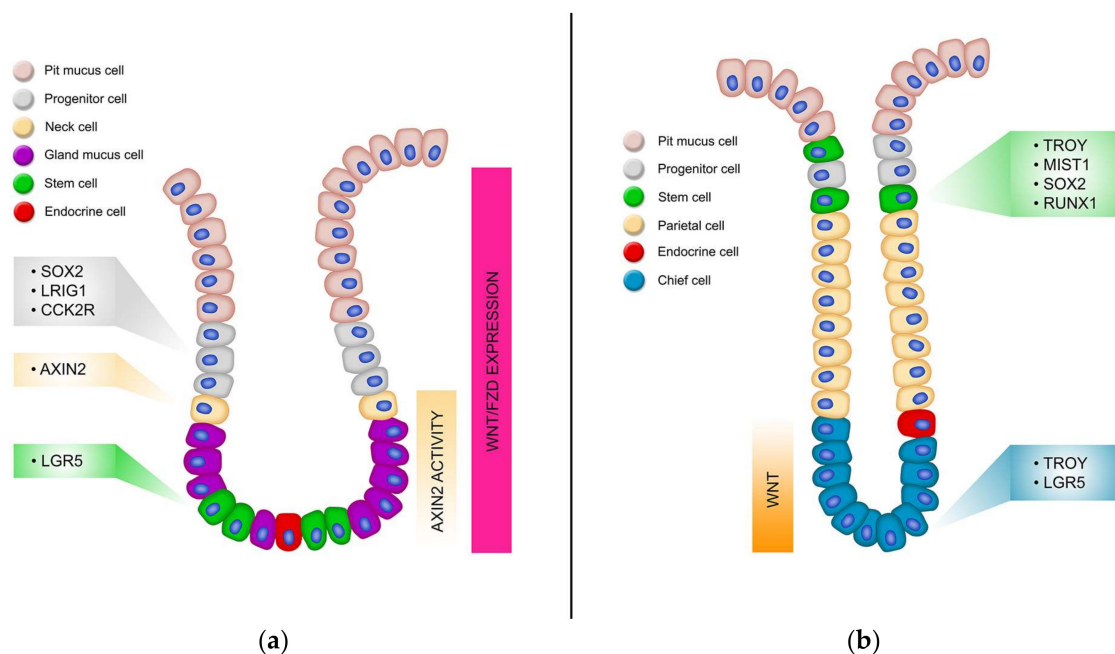 Pit mucus cell
Progenitor cell
Neck cell
Gland mucus cell
Stem cell
Endocrine cell
• SOX2
• LRIG1
• CCK2R
• AXIN2
• LGR5
AXIN2 ACTIVITY
WNT/FZD EXPRESSION
(a)
Pit mucus cell
Progenitor cell
Stem cell
Parietal cell
Endocrine cell
Chief cell
• TROY
• MIST1
• SOX2
• RUNX1
WNT
• TROY
• LGR5
(b)